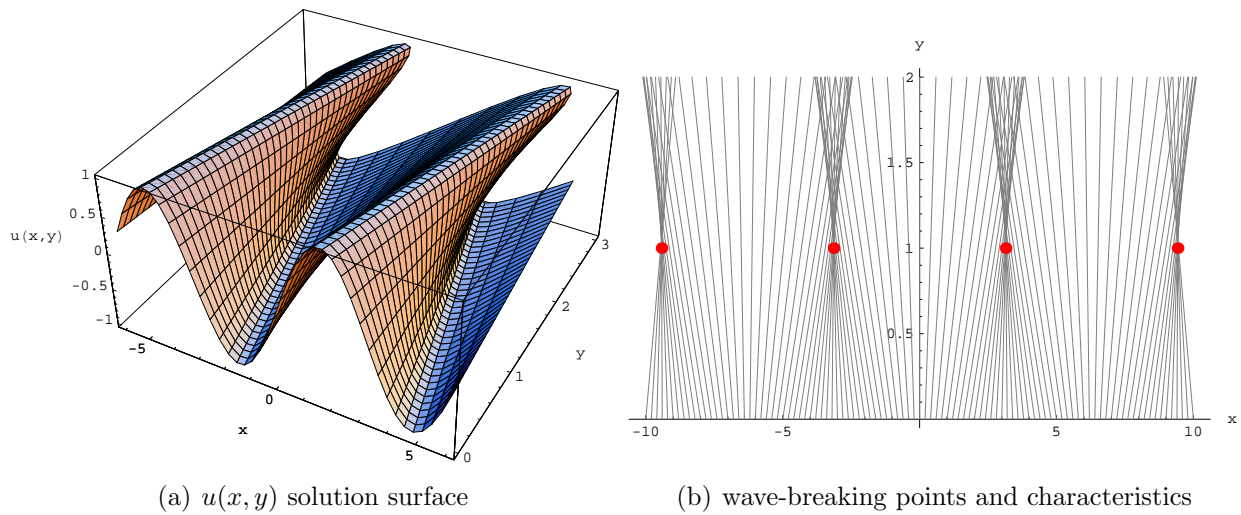 1
0.5
u(x,y)
0
-0.5
-1
-5
0
5
x
0
1
2
3
y
y
2
1.5
1
0.5
-10
-5
5
10
x
(a) u(x, y) solution surface
(b) wave-breaking points and characteristics